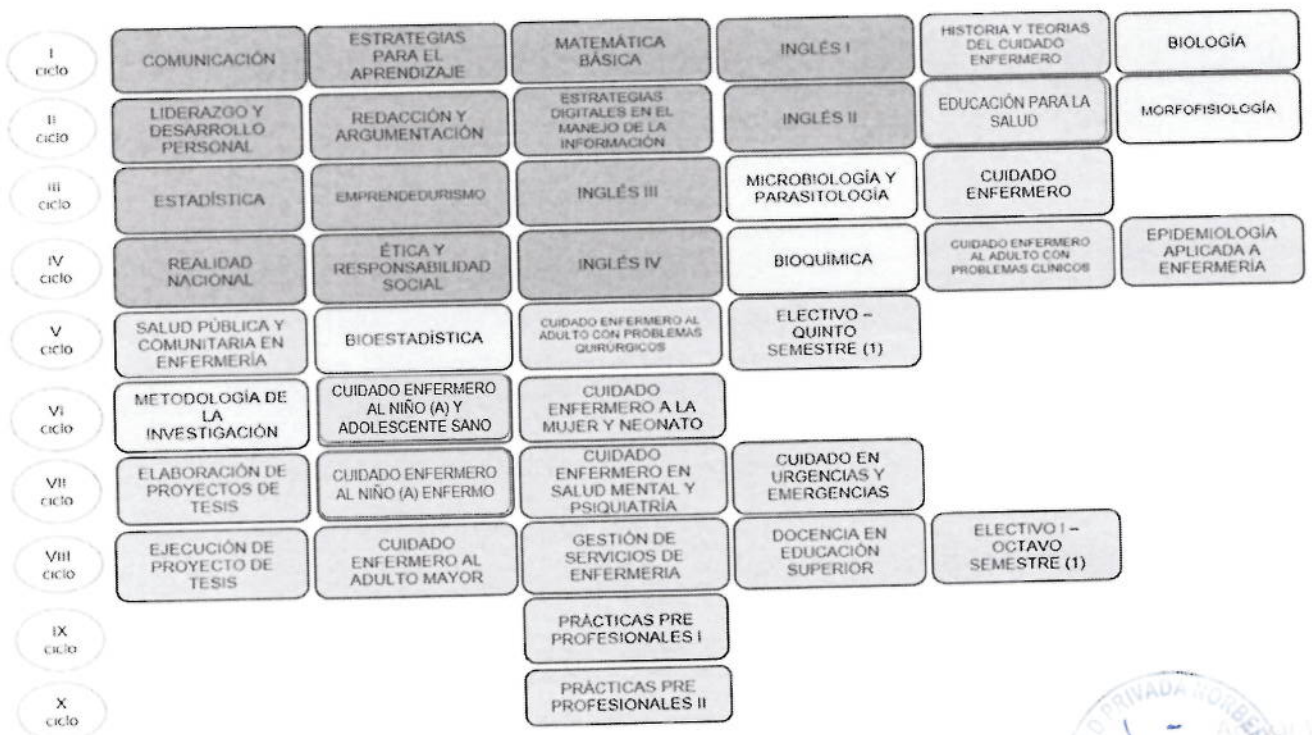 I
ciclo
COMUNICACIÓN
ESTRATEGIAS
PARA EL
APRENDIZAJE
MATEMÁTICA
BÁSICA
INGLÉS I
HISTORIA Y TEORIAS
DEL CUIDADO
ENFERMERO
BIOLOGÍA
II
ciclo
LIDERAZGO Y
DESARROLLO
PERSONAL
REDACCIÓN Y
ARGUMENTACIÓN
ESTRATEGIAS
DIGITALES EN EL
MANEJO DE LA
INFORMACIÓN
INGLÉS II
EDUCACIÓN PARA LA
SALUD
MORFOFISIOLOGÍA
III
ciclo
ESTADÍSTICA
EMPRENDEDURISMO
INGLÉS III
MICROBIOLOGÍA Y
PARASITOLOGÍA
CUIDADO
ENFERMERO
IV
ciclo
REALIDAD
NACIONAL
ÉTICA Y
RESPONSABILIDAD
SOCIAL
INGLÉS IV
BIOQUÍMICA
CUIDADO ENFERMERO
AL ADULTO CON
PROBLEMAS CLÍNICOS
EPIDEMIOLOGÍA
APLICADA A
ENFERMERÍA
V
ciclo
SALUD PÚBLICA Y
COMUNITARIA EN
ENFERMERÍA
BIOESTADÍSTICA
CUIDADO ENFERMERO AL
ADULTO CON PROBLEMAS
QUIRÚRGICOS
ELECTIVO –
QUINTO
SEMESTRE (1)
VI
ciclo
METODOLOGÍA DE
LA
INVESTIGACIÓN
CUIDADO ENFERMERO
AL NIÑO (A) Y
ADOLESCENTE SANO
CUIDADO
ENFERMERO A LA
MUJER Y NEONATO
VII
ciclo
ELABORACIÓN DE
PROYECTOS DE
TESIS
CUIDADO ENFERMERO
AL NIÑO (A) ENFERMO
CUIDADO
ENFERMERO EN
SALUD MENTAL Y
PSIQUIATRÍA
CUIDADO EN
URGENCIAS Y
EMERGENCIAS
VIII
ciclo
EJECUCIÓN DE
PROYECTO DE
TESIS
CUIDADO
ENFERMERO AL
ADULTO MAYOR
GESTIÓN DE
SERVICIOS DE
ENFERMERIA
DOCENCIA EN
EDUCACIÓN
SUPERIOR
ELECTIVO I –
OCTAVO
SEMESTRE (1)
IX
ciclo
PRÁCTICAS PRE
PROFESIONALES I
X
ciclo
PRÁCTICAS PRE
PROFESIONALES II
PRIVADA